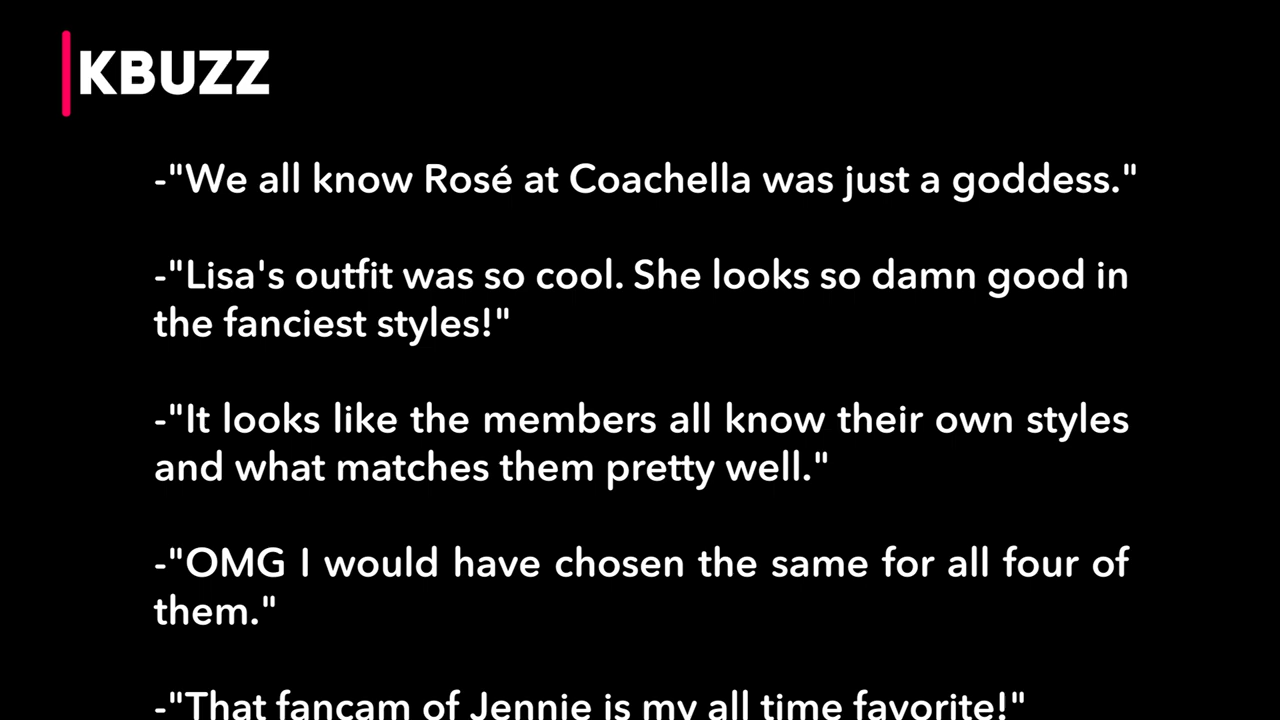 KBUZZ
-"We all know Rosé at Coachella was just a goddess."
-"Lisa's outfit was so cool. She looks so damn good in
the fanciest styles!"
-"It looks like the members all know their own styles
and what matches them pretty well."
-"OMG I would have chosen the same for all four of
them."
-"That fancam of Jennie is my all time favorite!"